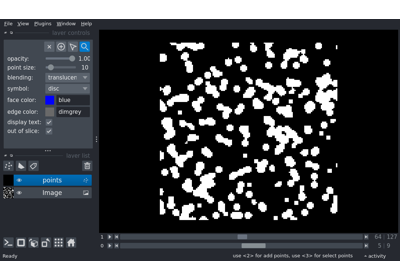 File View Plugins Window Help
layer controls
opacity: 1.00
point size: 10
blending: translucen
symbol: disc
face color: blue
edge color: dimgrey
display text:
out of slice:
layer list
points
Image
1 64 127
0 5 9
Ready use <2> for add points, use <3> for select points activity